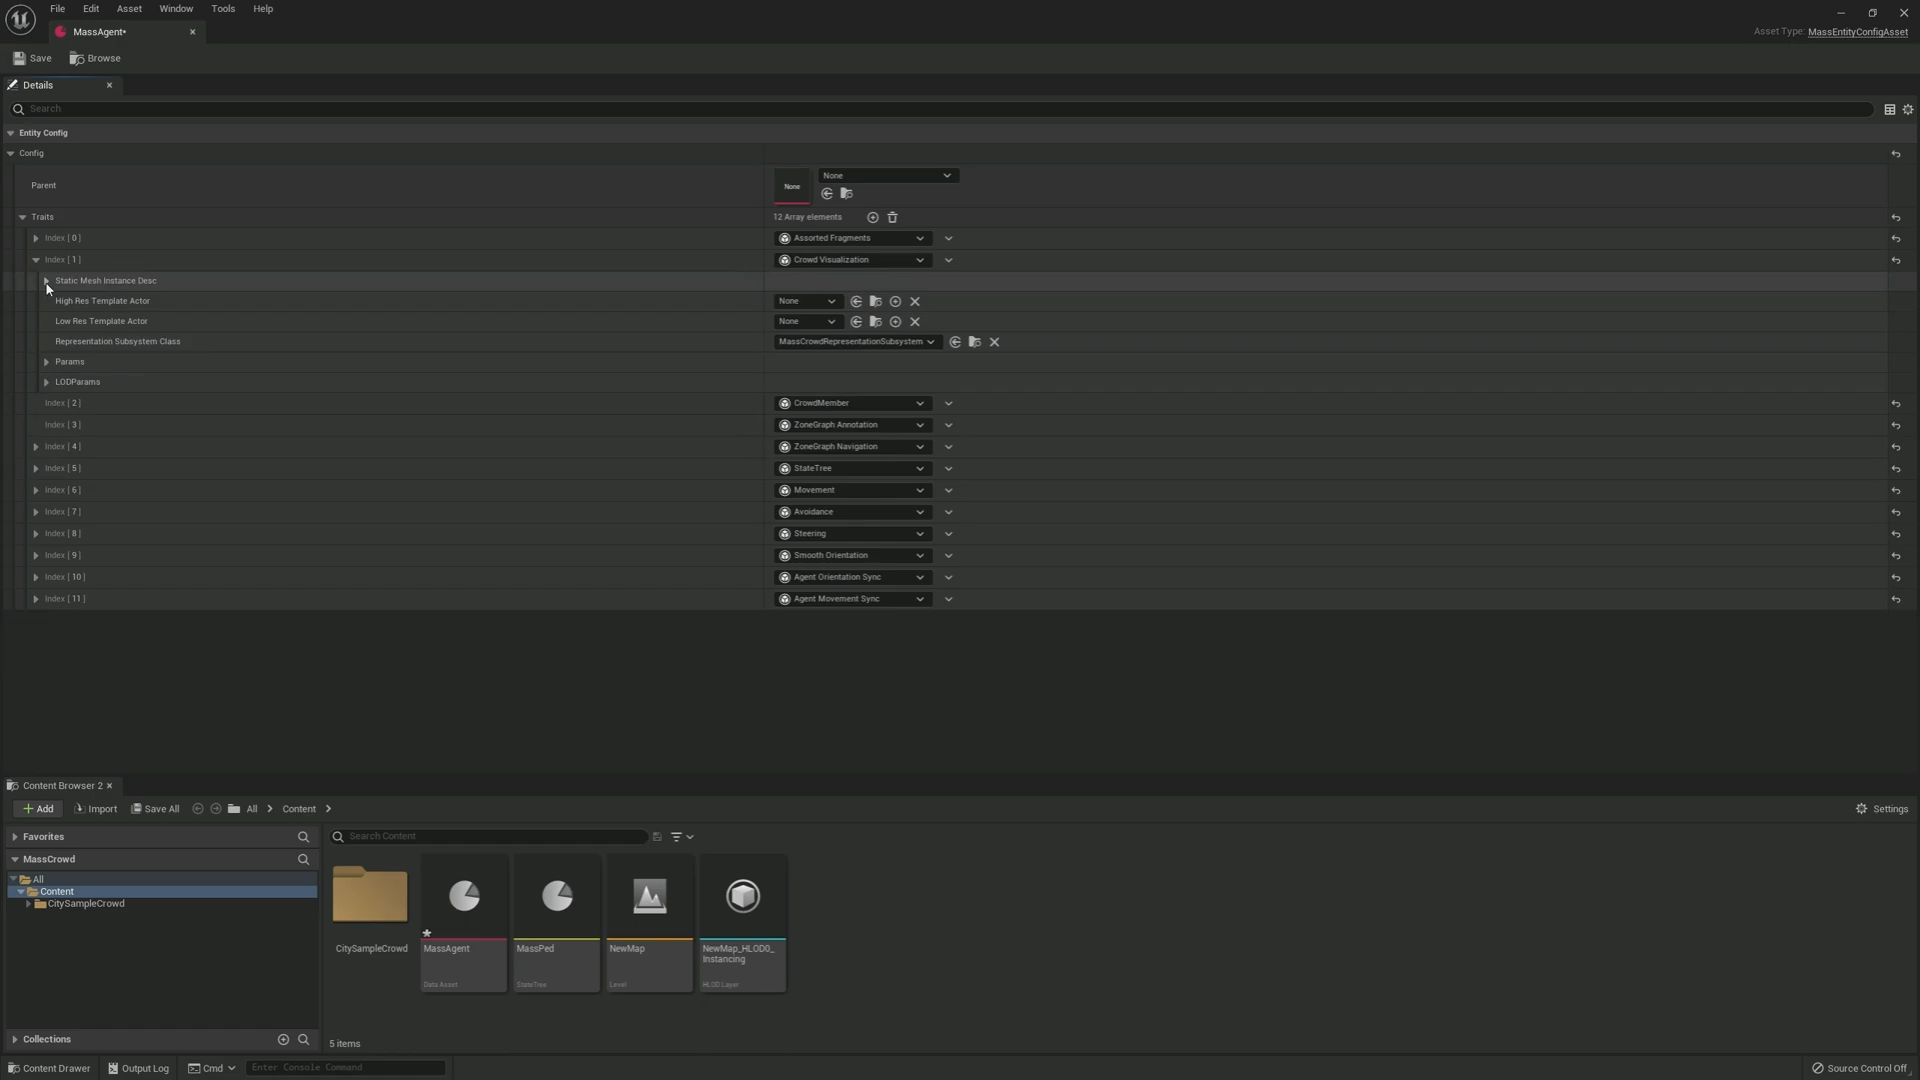 File Edit Asset Window Tools Help
MassAgent•
Asset Type: MassEntityConfigAsset
Save Browse
Details
Search
Entity Config
Config
Parent None None
Traits 12 Array elements
Index [ 0 ] Assorted Fragments
Index [ 1 ] Crowd Visualization
Static Mesh Instance Desc
High Res Template Actor None
Low Res Template Actor None
Representation Subsystem Class MassCrowdRepresentationSubsystem
Params
LODParams
Index [ 2 ] CrowdMember
Index [ 3 ] ZoneGraph Annotation
Index [ 4 ] ZoneGraph Navigation
Index [ 5 ] StateTree
Index [ 6 ] Movement
Index [ 7 ] Avoidance
Index [ 8 ] Steering
Index [ 9 ] Smooth Orientation
Index [ 10 ] Agent Orientation Sync
Index [ 11 ] Agent Movement Sync
Content Browser 2
Add Import Save All All Content Settings
Favorites
Search Content
MassCrowd
All
Content
CitySampleCrowd
CitySampleCrowd
MassAgent
Data Asset
MassPed
StateTree
NewMap
Level
NewMap_HLOD0_
Instancing
HLOD Layer
Collections
5 items
Content Drawer Output Log Cmd Enter Console Command Source Control Off